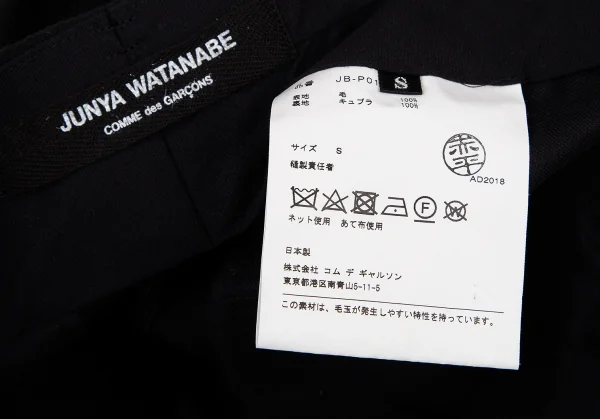 JUNYA WATANABE
COMME des GARÇONS
品番 JB-P01
S
表地 毛 100%
裏地 キュプラ 100%
サイズ S
縫製責任者
AD2018
F W
ネット使用 あて布使用
日本製
株式会社 コム デ ギャルソン
東京都港区南青山5-11-5
この素材は、毛玉が発生しやすい特性を持っています。